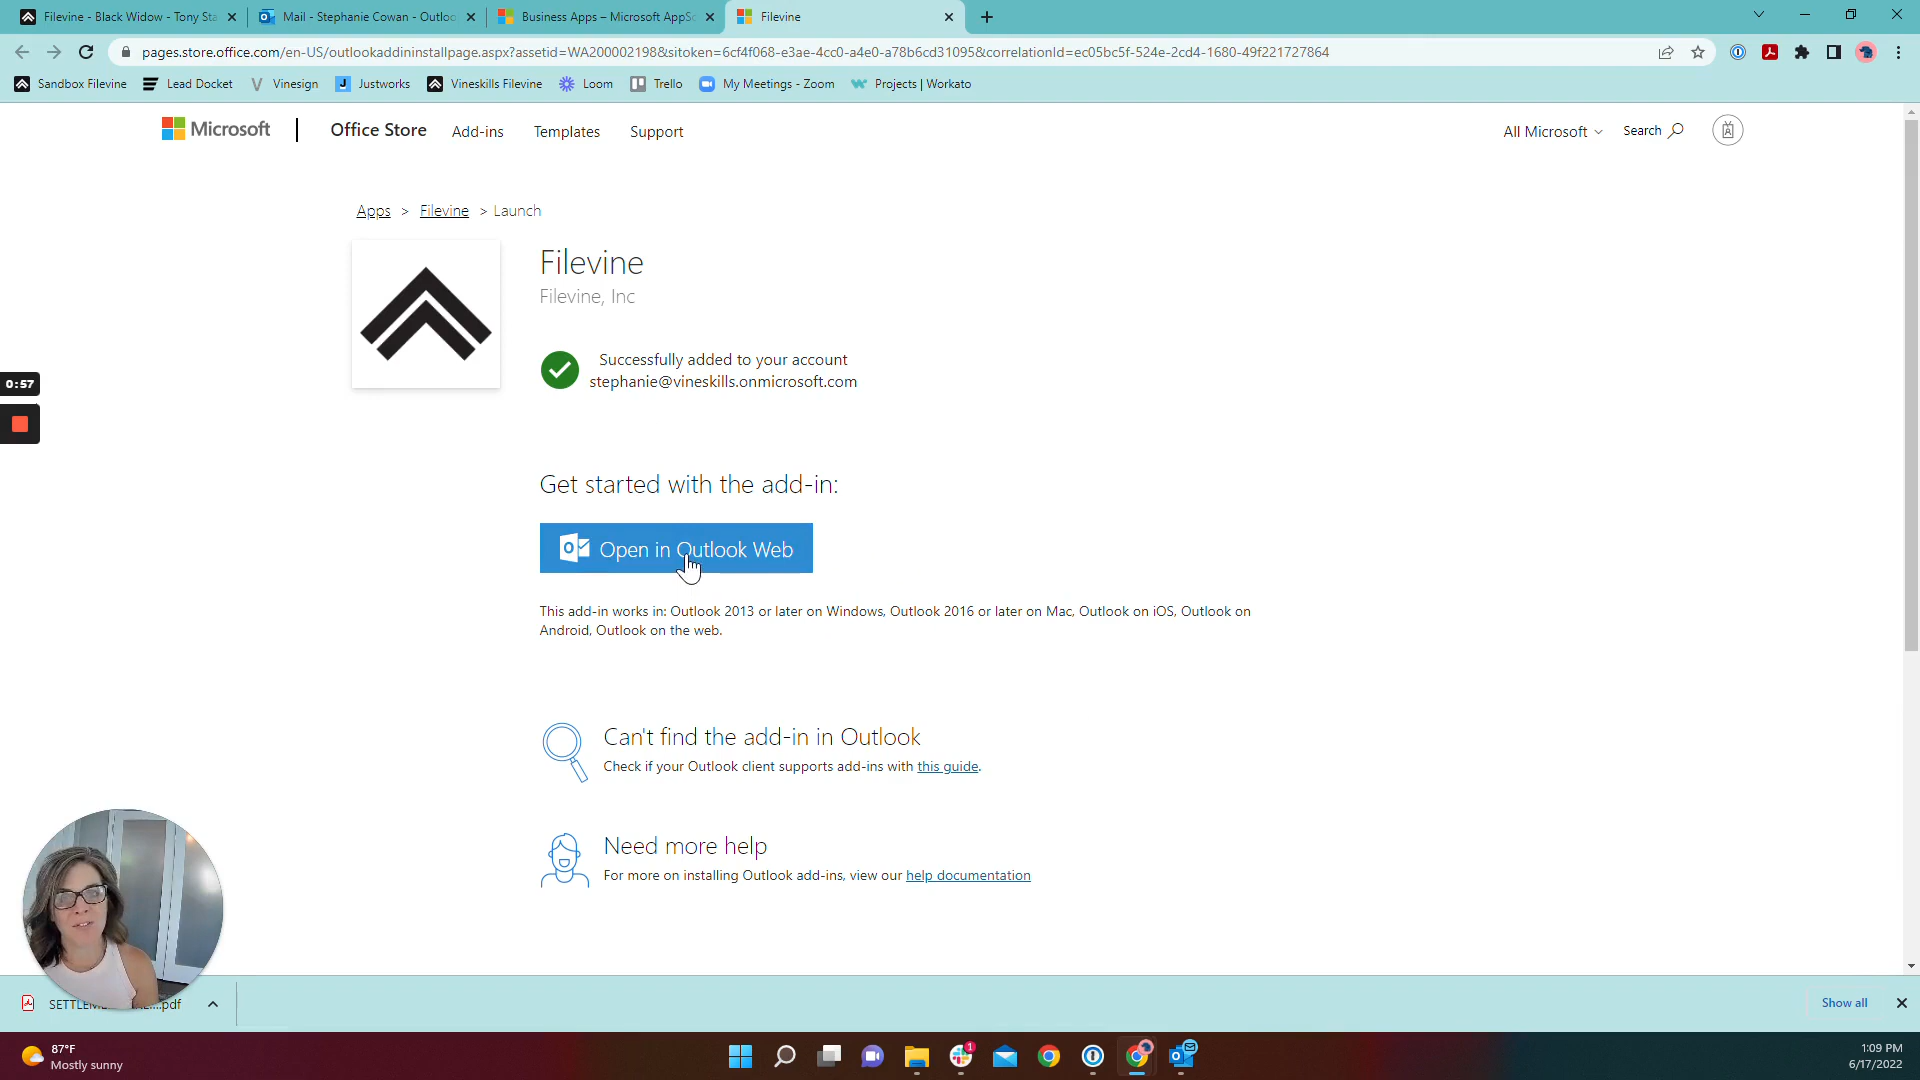 Filevine - Black Widow - Tony Sta
Mail - Stephanie Cowan - Outloo
Business Apps – Microsoft AppSo
Filevine
pages.store.office.com/en-US/outlookaddininstallpage.aspx?assetid=WA200002198&sitoken=6cf4f068-e3ae-4cc0-a4e0-a78b6cd31095&correlationId=ec05bc5f-524e-2cd4-1680-49f221727864
Sandbox Filevine
Lead Docket
Vinesign
Justworks
Vineskills Filevine
Loom
Trello
My Meetings - Zoom
Projects | Workato
Microsoft
Office Store
Add-ins
Templates
Support
All Microsoft
Search
Apps > Filevine > Launch
Filevine
Filevine, Inc
Successfully added to your account
stephanie@vineskills.onmicrosoft.com
0:57
Get started with the add-in:
Open in Outlook Web
This add-in works in: Outlook 2013 or later on Windows, Outlook 2016 or later on Mac, Outlook on iOS, Outlook on
Android, Outlook on the web.
Can't find the add-in in Outlook
Check if your Outlook client supports add-ins with this guide.
Need more help
For more on installing Outlook add-ins, view our help documentation
....pdf
Show all
87°F
Mostly sunny
1
1:09 PM
6/17/2022